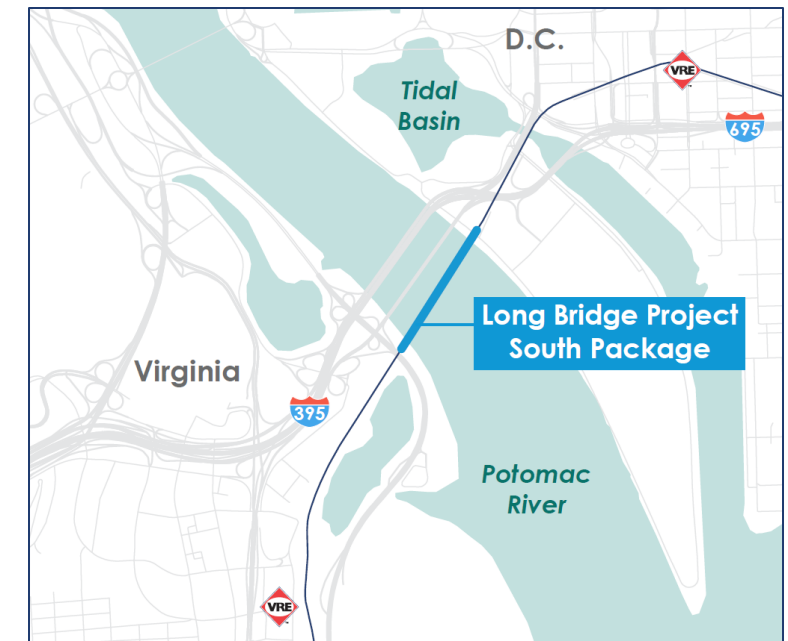 D.C.
VRE
Tidal
Basin
695
Long Bridge Project
South Package
Virginia
395
Potomac
River
VRE